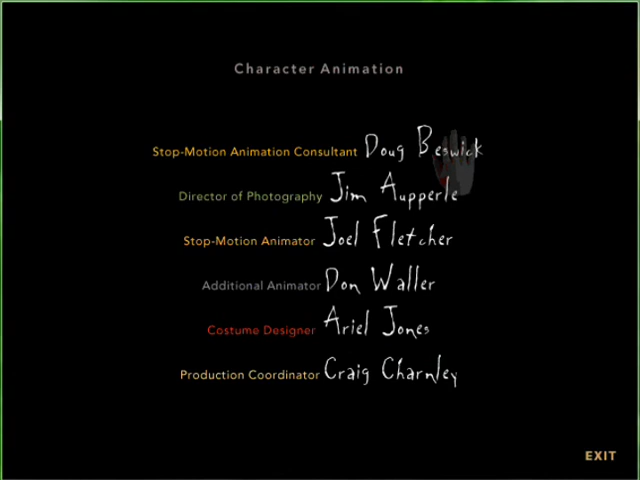 Character Animation
Stop-Motion Animation Consultant Doug Beswick
Director of Photography Jim Aupperle
Stop-Motion Animator Joel Fletcher
Additional Animator Don Waller
Costume Designer Ariel Jones
Production Coordinator Craig Charnley
EXIT